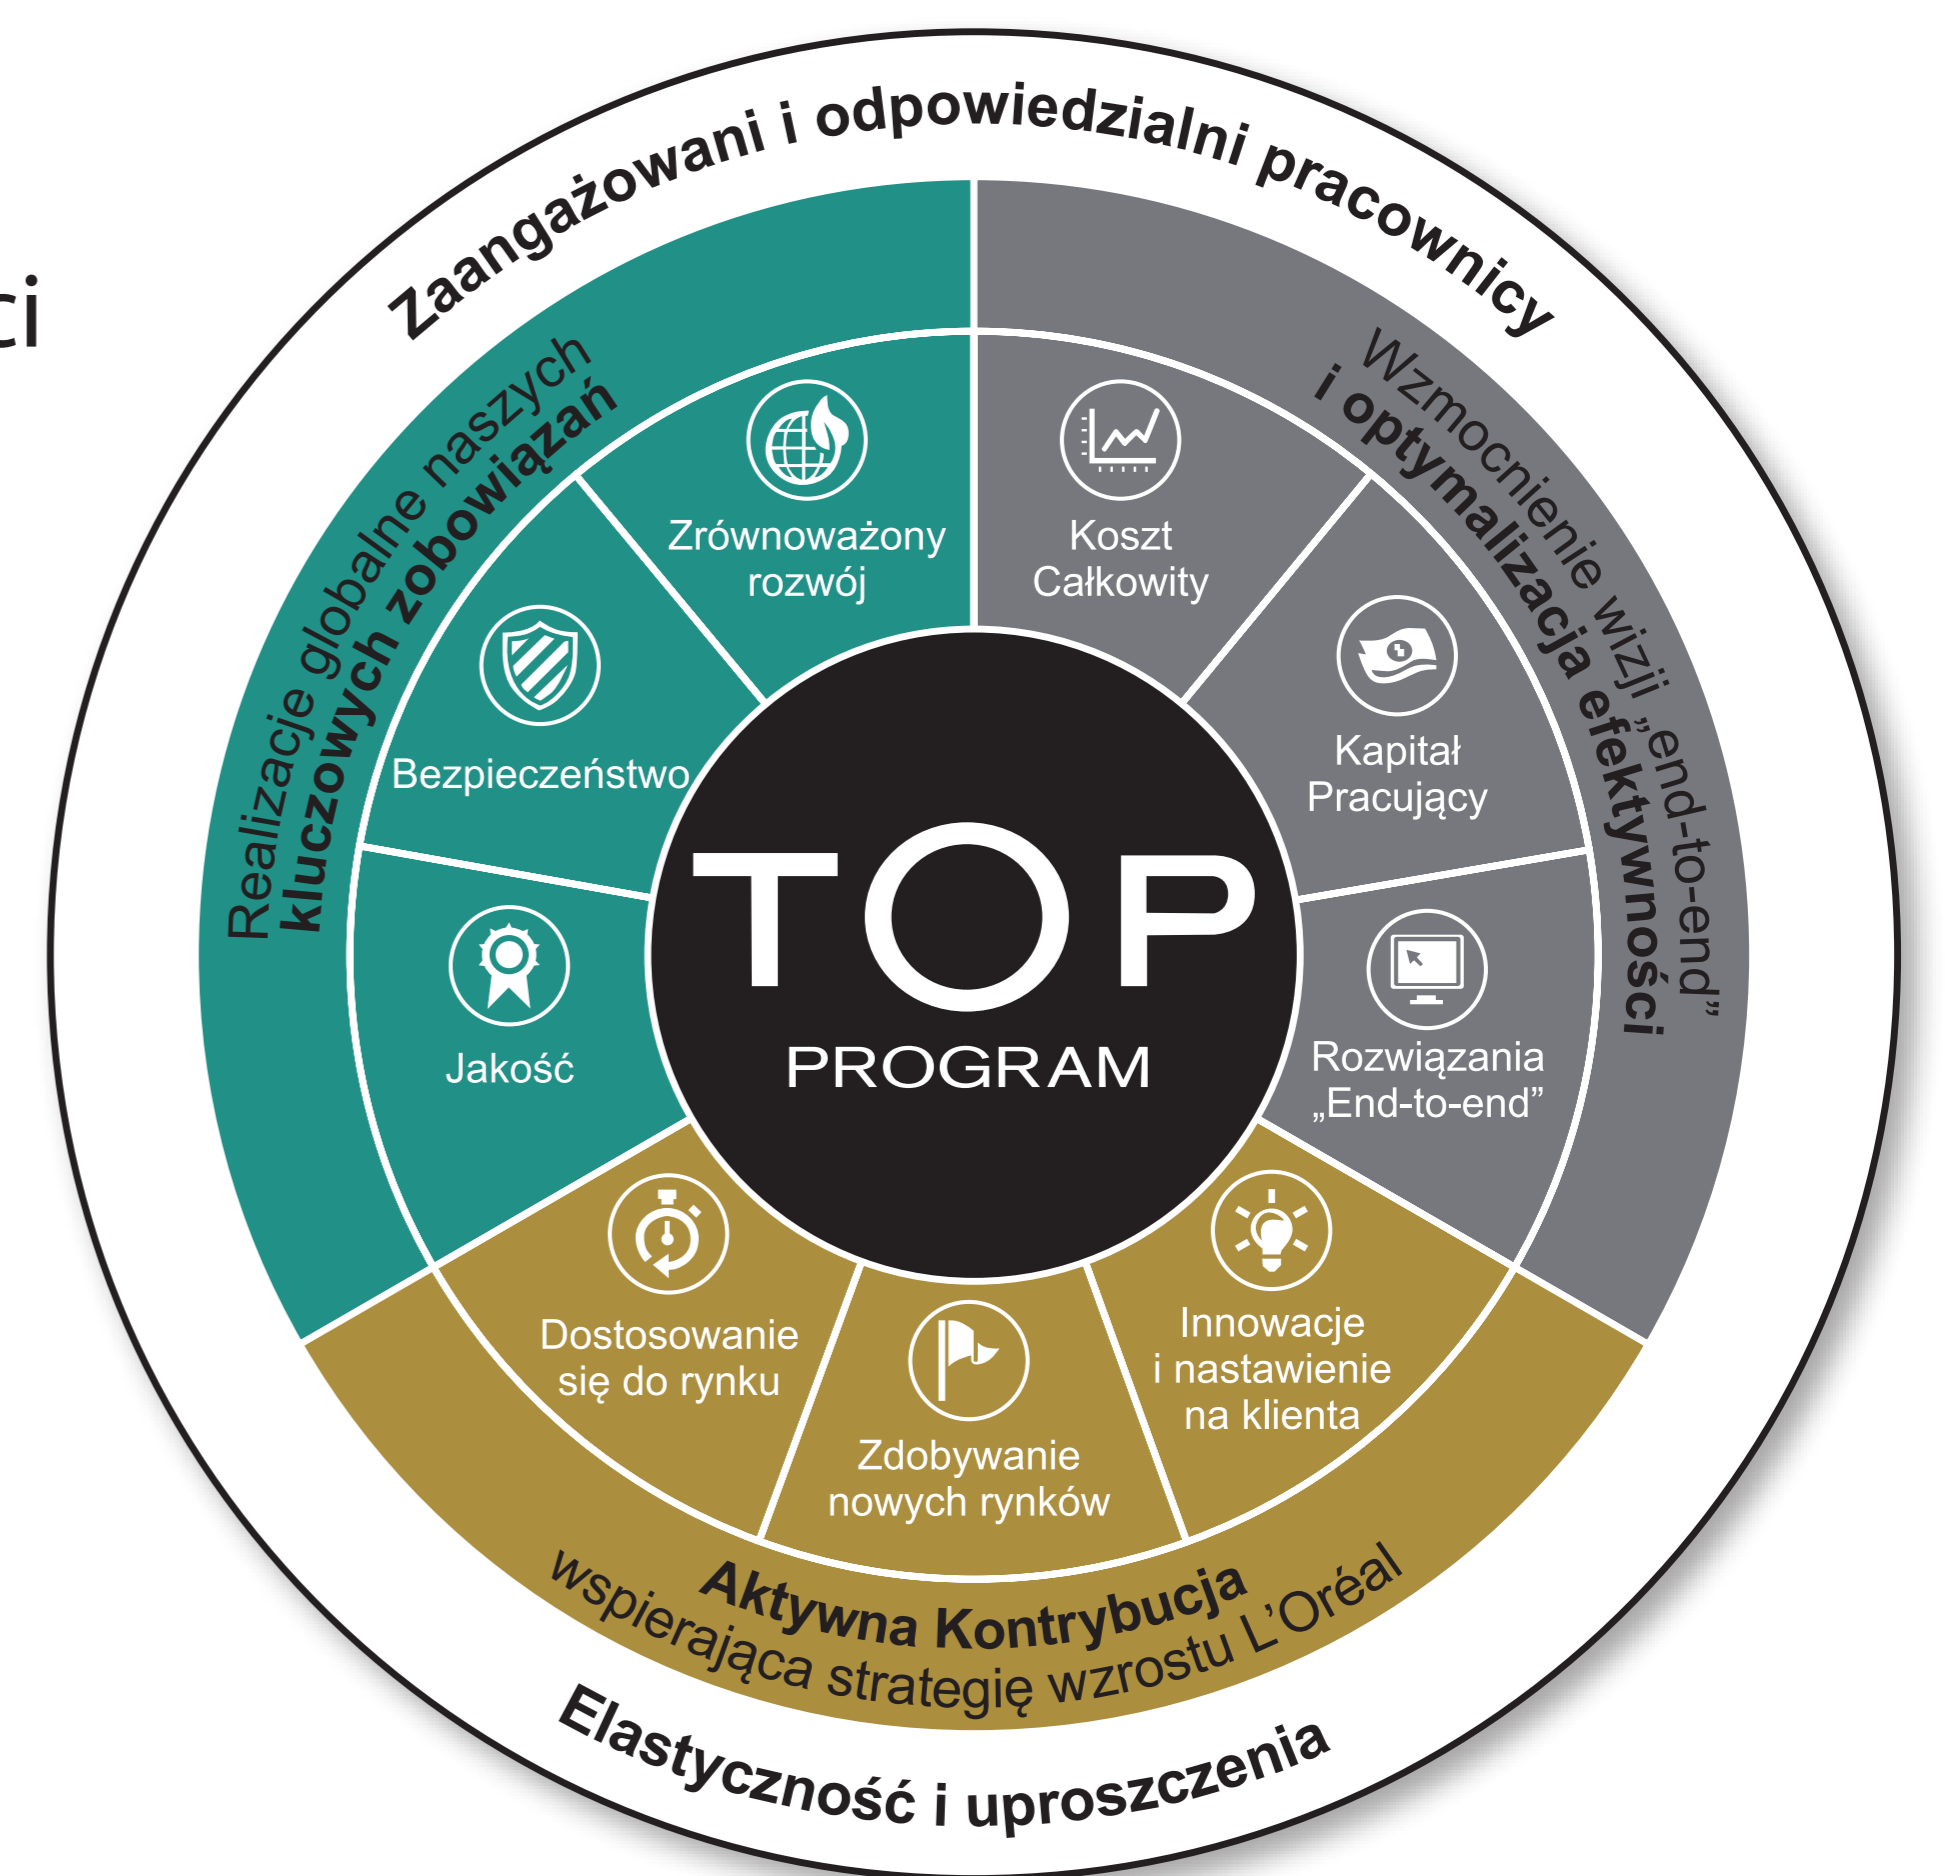 ci
Zaangażowani i odpowiedzialni pracownicy
Realizacje globalne naszych
kluczowych zobowiązań
Wzmocnienie wizji „end-to-end”
i optymalizacja efektywności
Zrównoważony
rozwój
Koszt
Całkowity
Bezpieczeństwo
Kapitał
Pracujący
TOP
PROGRAM
Jakość
Rozwiązania
„End-to-end”
Dostosowanie
się do rynku
Zdobywanie
nowych rynków
Innowacje
i nastawienie
na klienta
Aktywna Kontrybucja
wspierająca strategię wzrostu L’Oréal
Elastyczność i uproszczenia